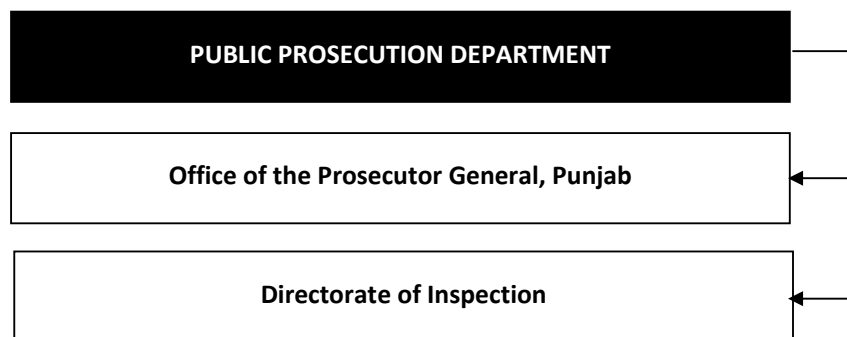 PUBLIC PROSECUTION DEPARTMENT
Office of the Prosecutor General, Punjab
Directorate of Inspection